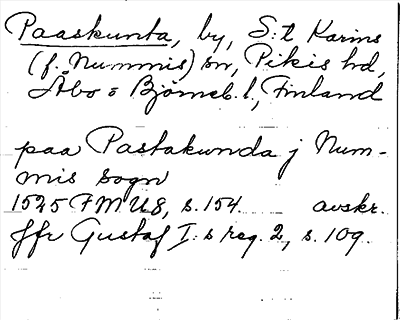 Paaskunta, by, S:t Karins
(f. Nummis) sn, Pikis hd,
Åbo o Björneb. l, Finland
paa Pastakunda j Num-
mis sogn
1525 FMU 8, s. 154. avskr.
Jfr Gustaf I:s reg. 2, s. 109.